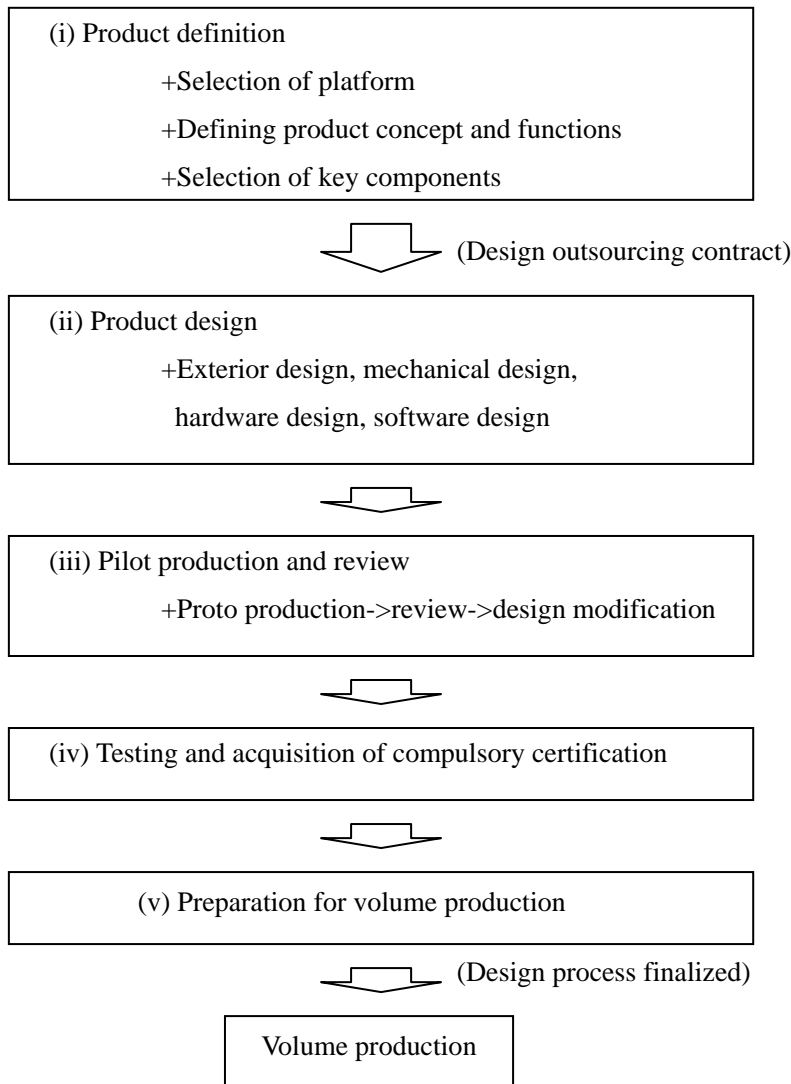 (i) Product definition
+Selection of platform
+Defining product concept and functions
+Selection of key components
(Design outsourcing contract)
(ii) Product design
+Exterior design, mechanical design,
hardware design, software design
(iii) Pilot production and review
+Proto production->review->design modification
(iv) Testing and acquisition of compulsory certification
(v) Preparation for volume production
(Design process finalized)
Volume production